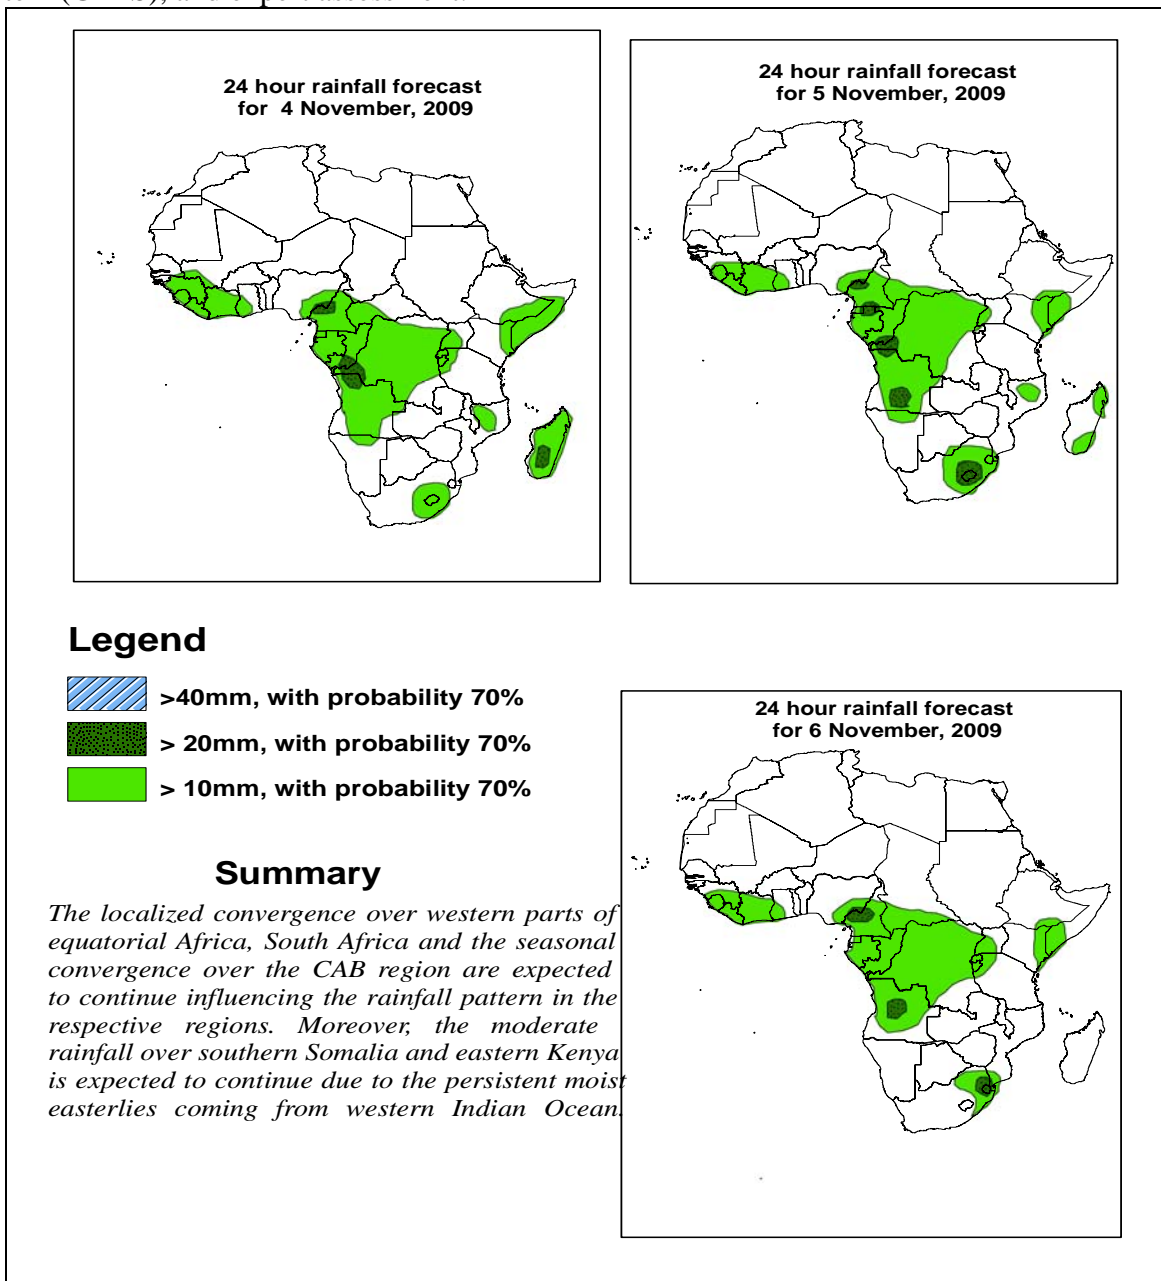 24 hour rainfall forecast
for 4 November, 2009
24 hour rainfall forecast
for 5 November, 2009
Legend
>40mm, with probability 70%
> 20mm, with probability 70%
> 10mm, with probability 70%
24 hour rainfall forecast
for 6 November, 2009
Summary
The localized convergence over western parts of
equatorial Africa, South Africa and the seasonal
convergence over the CAB region are expected
to continue influencing the rainfall pattern in the
respective regions. Moreover, the moderate
rainfall over southern Somalia and eastern Kenya
is expected to continue due to the persistent moist
easterlies coming from western Indian Ocean.